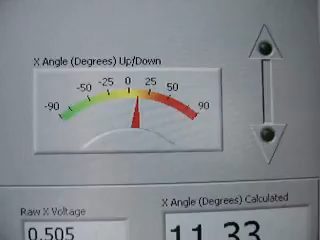 X Angle (Degrees) Up/Down
-90 -50 -25 0 25 50 90
Raw X Voltage
0.505
X Angle (Degrees) Calculated
11.33